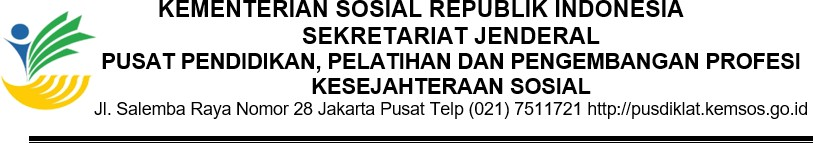 KEMENTERIAN SOSIAL REPUBLIK INDONESIA
SEKRETARIAT JENDERAL
PUSAT PENDIDIKAN, PELATIHAN DAN PENGEMBANGAN PROFESI
KESEJAHTERAAN SOSIAL
Jl. Salemba Raya Nomor 28 Jakarta Pusat Telp (021) 7511721 http://pusdiklat.kemsos.go.id